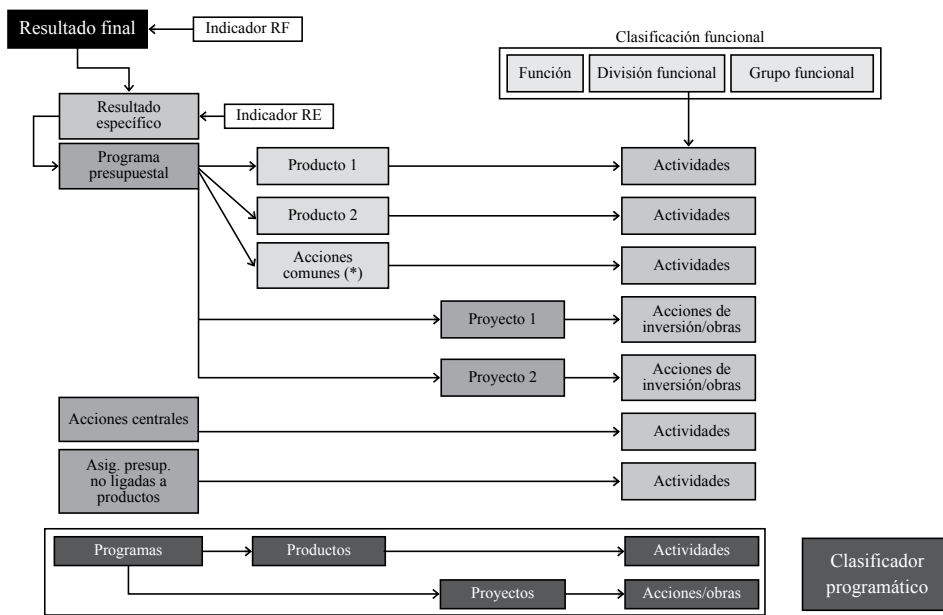 Resultado final
Indicador RF
Clasificación funcional
Función
División funcional
Grupo funcional
Resultado
específico
Indicador RE
Programa
presupuestal
Producto 1
Actividades
Producto 2
Actividades
Acciones
comunes (*)
Actividades
Proyecto 1
Acciones de
inversión/obras
Proyecto 2
Acciones de
inversión/obras
Acciones centrales
Actividades
Asig. presup.
no ligadas a
productos
Actividades
Programas
Productos
Actividades
Proyectos
Acciones/obras
Clasificador
programático